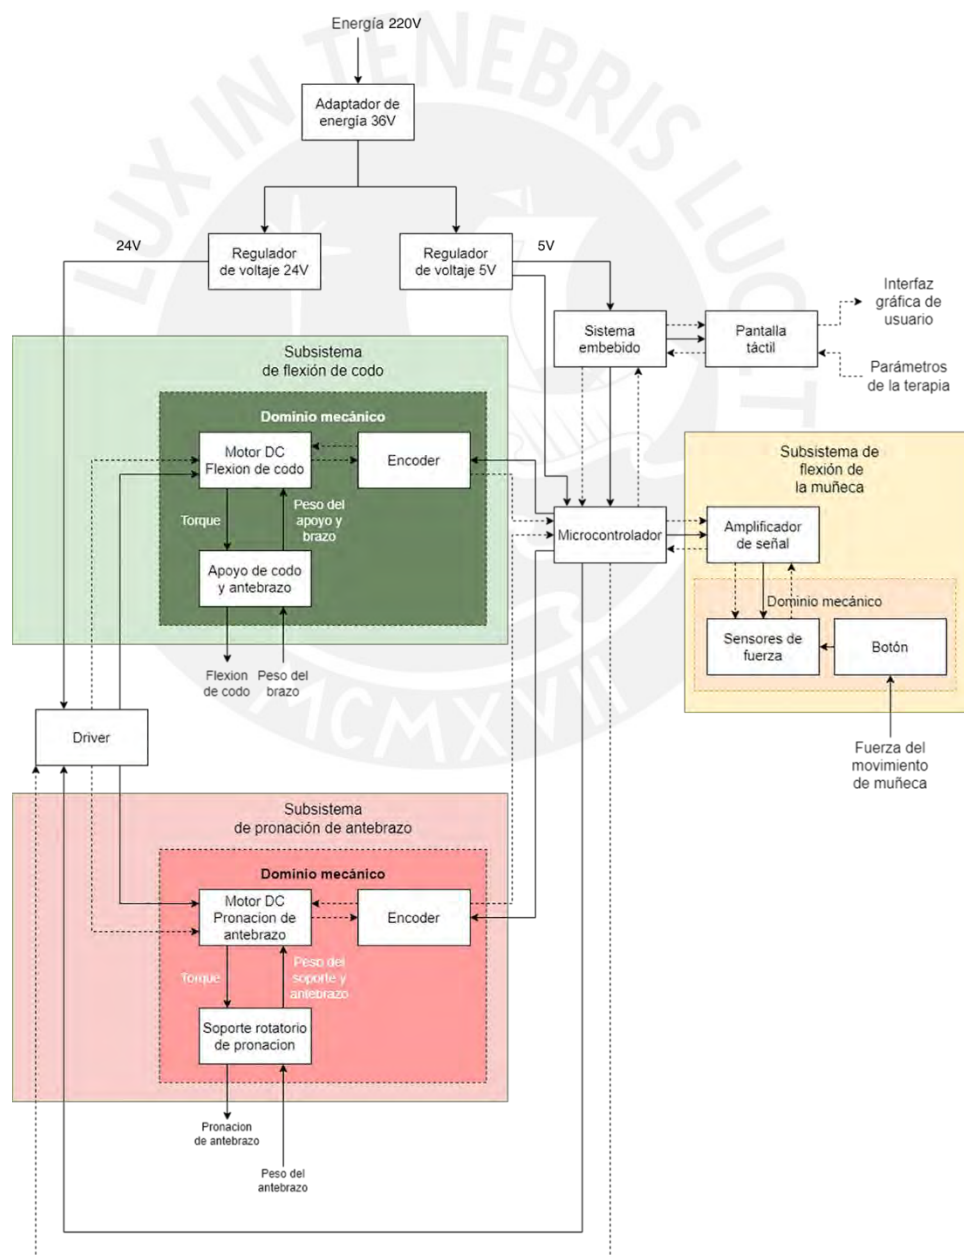 LUX IN TENEBRIS LUCET
MCMXVII
Energía 220V
Adaptador de
energía 36V
24V
Regulador
de voltaje 24V
Regulador
de voltaje 5V
5V
Sistema
embebido
Pantalla
táctil
Interfaz
gráfica de
usuario
Parámetros
de la terapia
Subsistema
de flexión de codo
Dominio mecánico
Motor DC
Flexion de codo
Encoder
Torque
Peso del
apoyo y
brazo
Apoyo de codo
y antebrazo
Flexion
de codo
Peso del
brazo
Microcontrolador
Subsistema de
flexión de
la muñeca
Amplificador
de señal
Dominio mecánico
Sensores de
fuerza
Botón
Fuerza del
movimiento
de muñeca
Driver
Subsistema
de pronación de antebrazo
Dominio mecánico
Motor DC
Pronacion de
antebrazo
Encoder
Torque
Peso del
soporte y
antebrazo
Soporte rotatorio
de pronacion
Pronacion
de antebrazo
Peso del
antebrazo